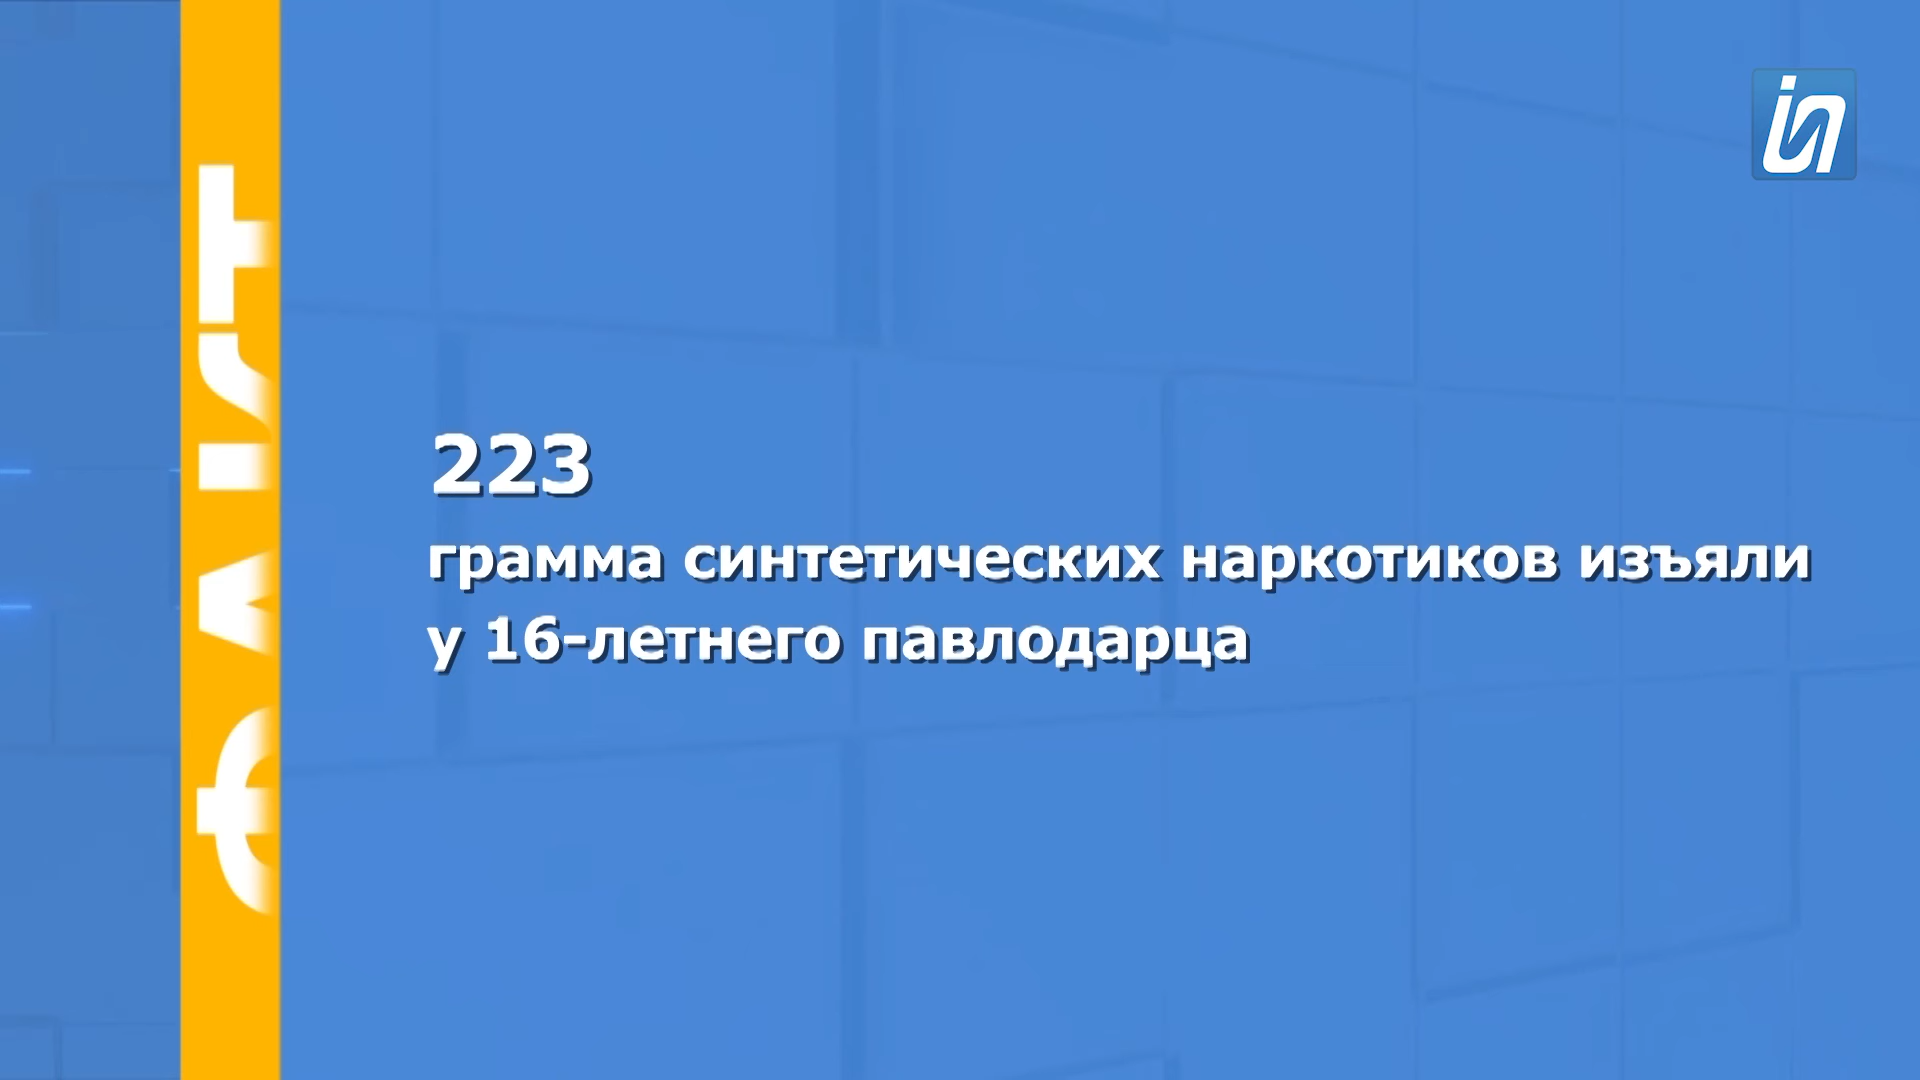 ФАКТ
223
грамма синтетических наркотиков изъяли
у 16-летнего павлодарца